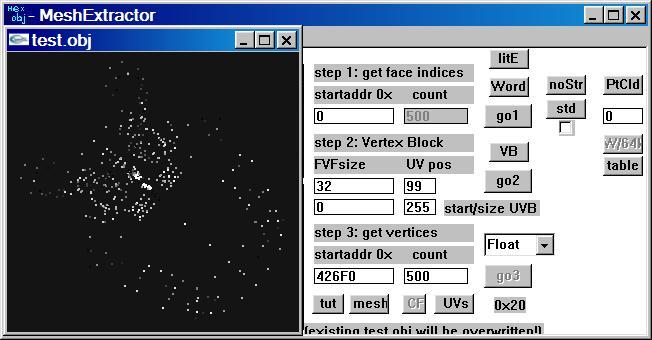 Hex
obj - MeshExtractor
test.obj
litE
step 1: get face indices
Word
noStr
PtCld
startaddr 0x count
std
0
500
go1
0
step 2: Vertex Block
VB
W/64k
FVFsize UV pos
table
32
99
go2
0
255
start/size UVB
step 3: get vertices
Float
startaddr 0x count
426F0
500
go3
tut
mesh
CF
UVs
0x20
(existing test.obj will be overwritten!)